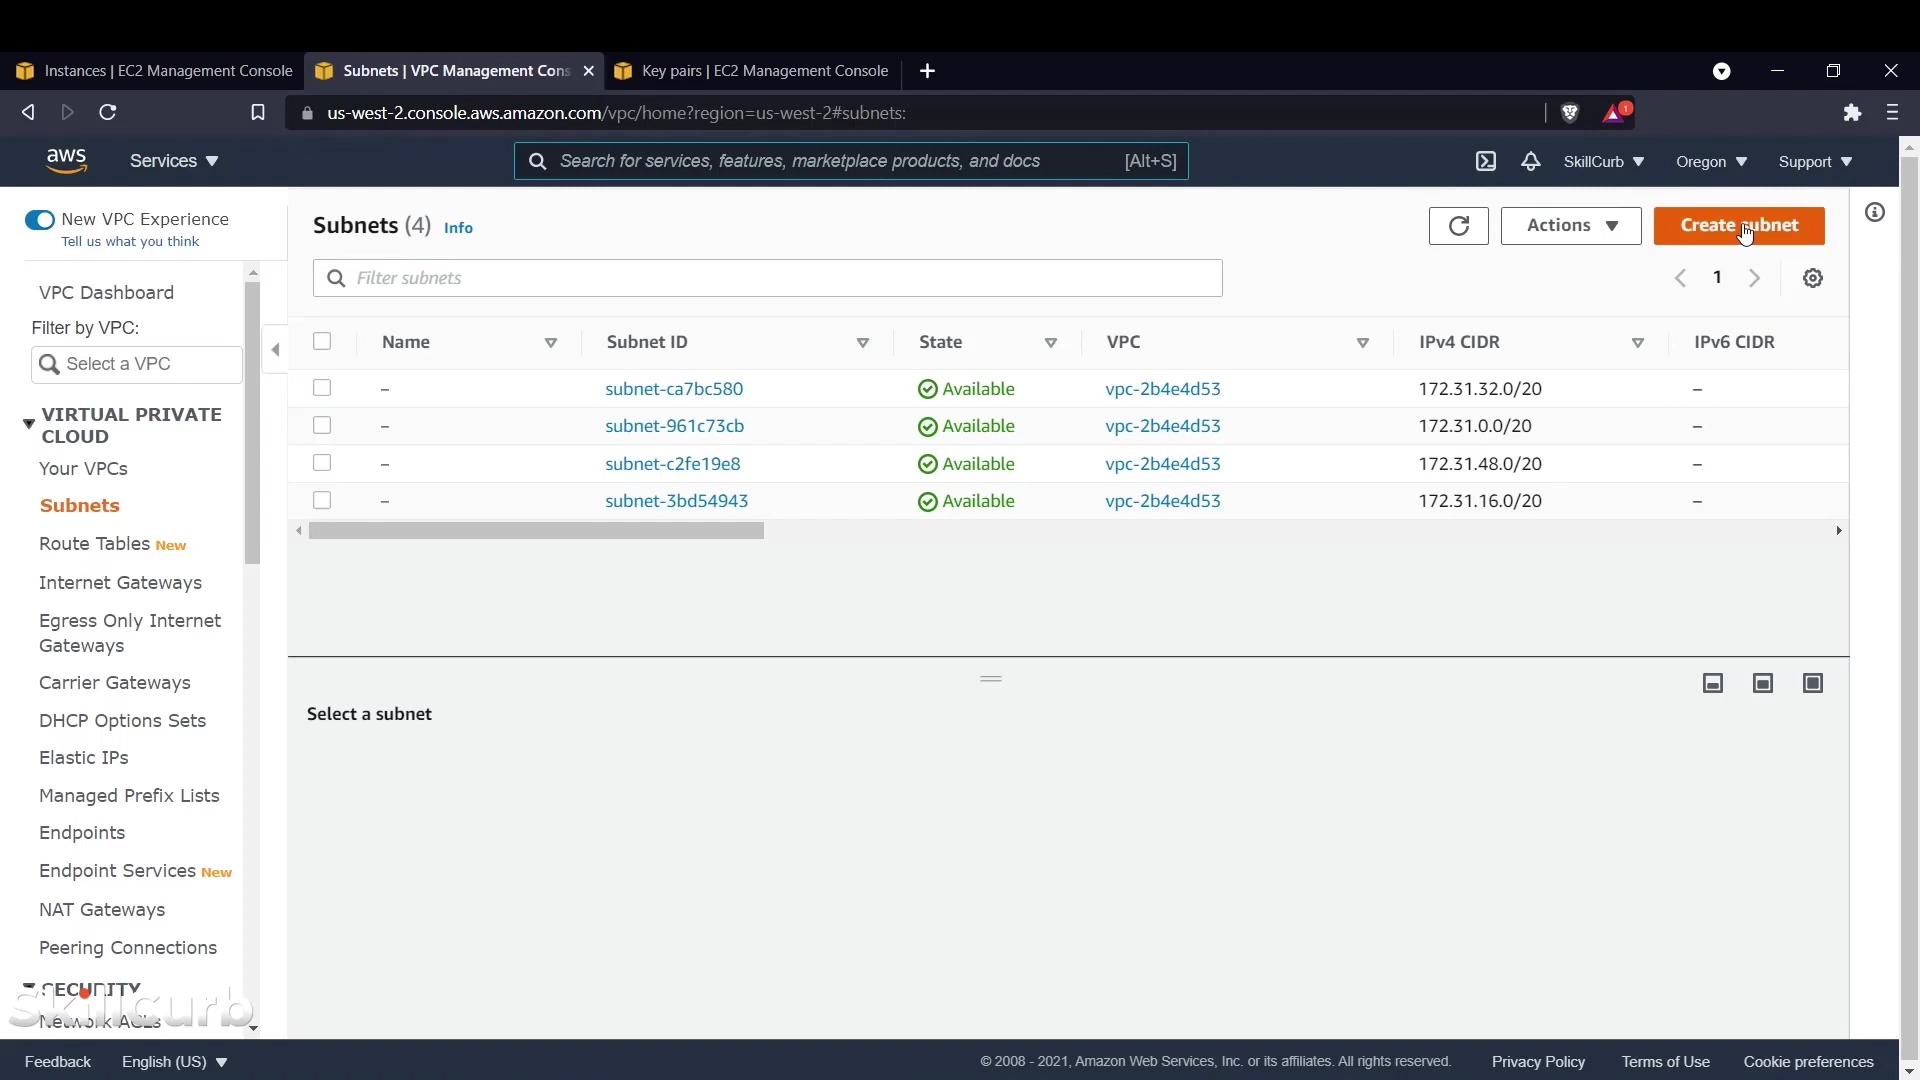 Instances | EC2 Management Console
Subnets | VPC Management Cons
Key pairs | EC2 Management Console
us-west-2.console.aws.amazon.com/vpc/home?region=us-west-2#subnets:
1
aws
Services
Search for services, features, marketplace products, and docs [Alt+S]
SkillCurb
Oregon
Support
New VPC Experience
Tell us what you think
VPC Dashboard
Filter by VPC:
Select a VPC
VIRTUAL PRIVATE
CLOUD
Your VPCs
Subnets
Route Tables New
Internet Gateways
Egress Only Internet
Gateways
Carrier Gateways
DHCP Options Sets
Elastic IPs
Managed Prefix Lists
Endpoints
Endpoint Services New
NAT Gateways
Peering Connections
SECURITY
Network ACLs
Skillcurb
Subnets (4) Info
Actions
Create subnet
Filter subnets
1
Name Subnet ID State VPC IPv4 CIDR IPv6 CIDR
– subnet-ca7bc580 Available vpc-2b4e4d53 172.31.32.0/20 –
– subnet-961c73cb Available vpc-2b4e4d53 172.31.0.0/20 –
– subnet-c2fe19e8 Available vpc-2b4e4d53 172.31.48.0/20 –
– subnet-3bd54943 Available vpc-2b4e4d53 172.31.16.0/20 –
Select a subnet
Feedback
English (US)
© 2008 - 2021, Amazon Web Services, Inc. or its affiliates. All rights reserved.
Privacy Policy
Terms of Use
Cookie preferences